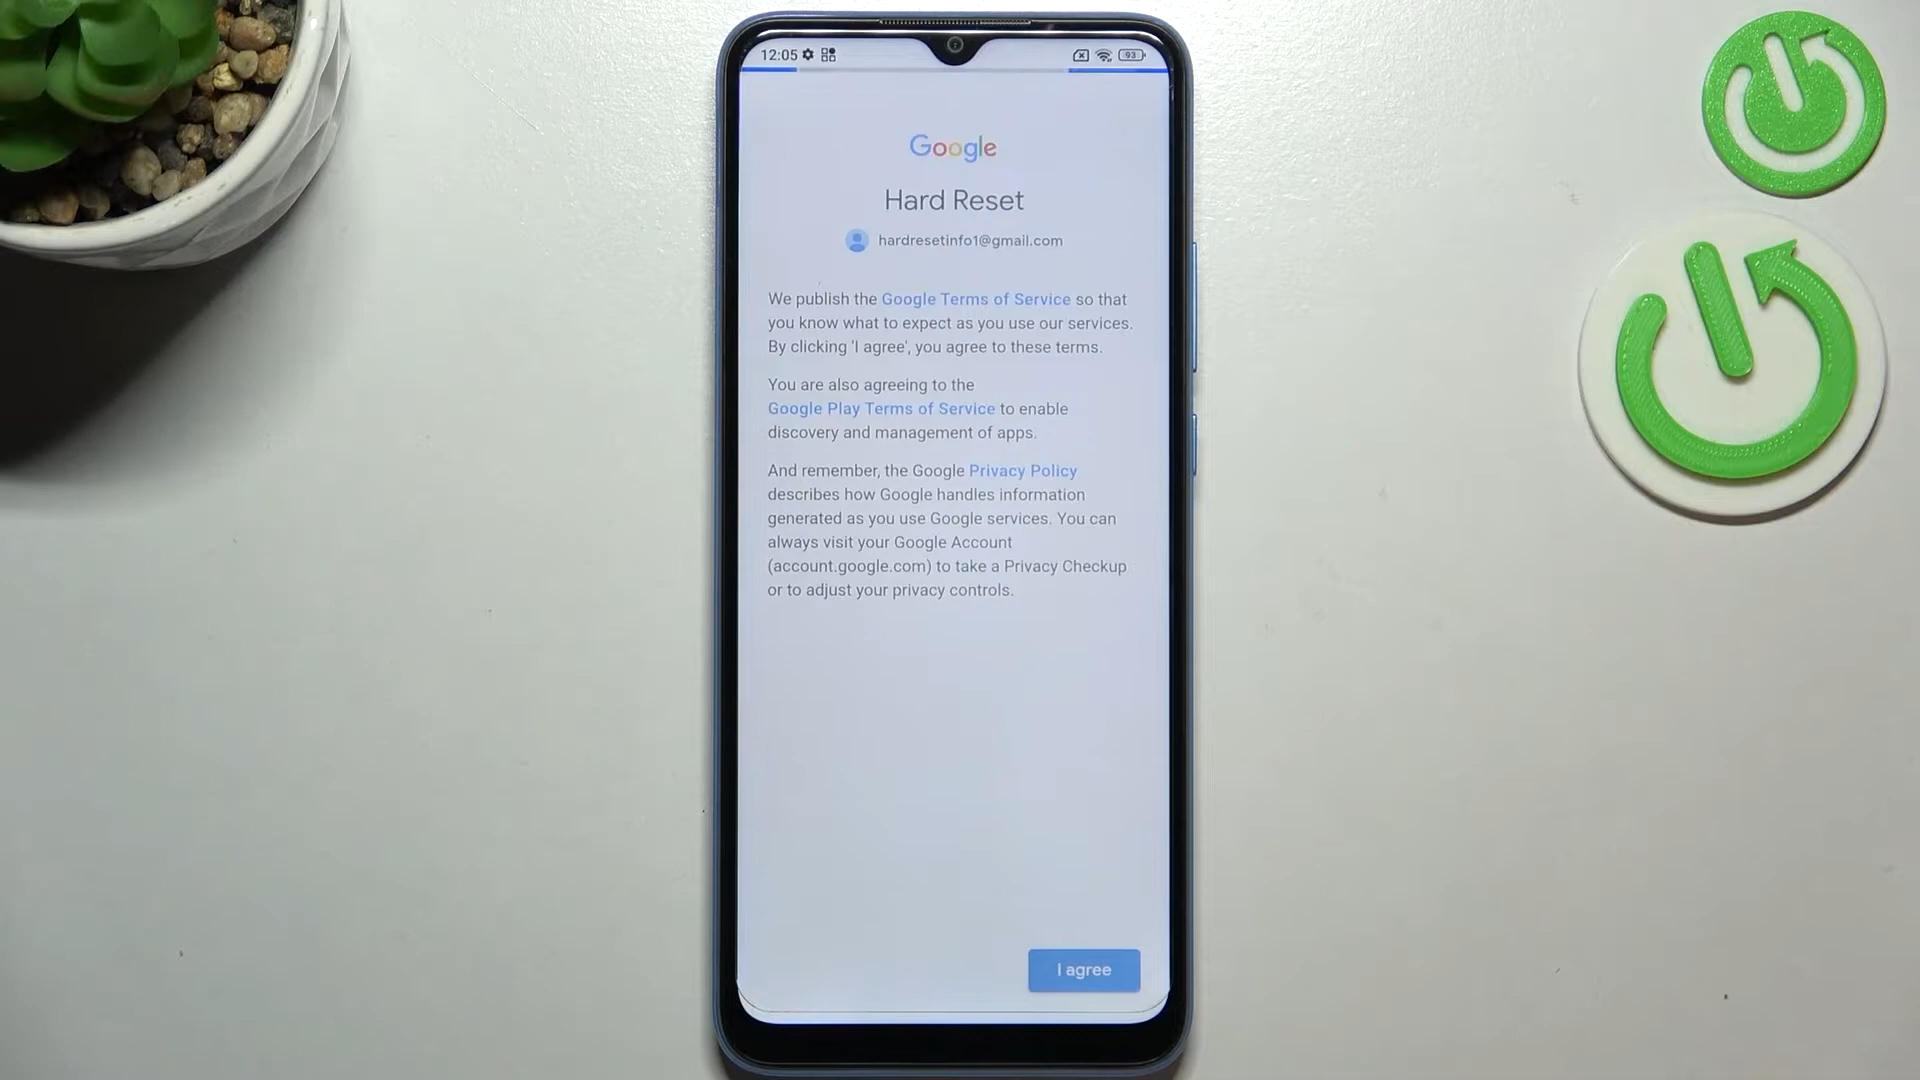 12:05 93
Google
Hard Reset
hardresetinfo1@gmail.com
We publish the Google Terms of Service so that
you know what to expect as you use our services.
By clicking 'I agree', you agree to these terms.
You are also agreeing to the
Google Play Terms of Service to enable
discovery and management of apps.
And remember, the Google Privacy Policy
describes how Google handles information
generated as you use Google services. You can
always visit your Google Account
(account.google.com) to take a Privacy Checkup
or to adjust your privacy controls.
I agree